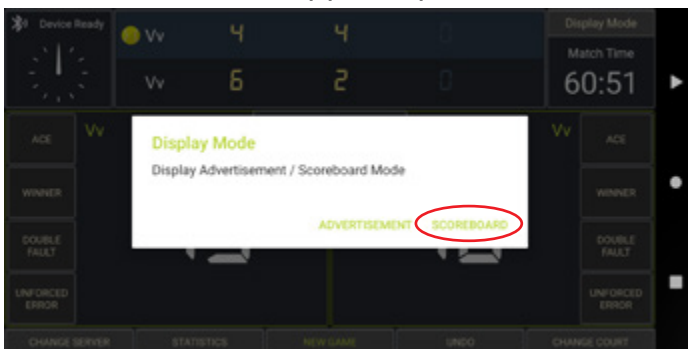 Device Ready
Display Mode
Vv 4 4 0
Match Time
Vv 6 2 0
60:51
ACE Vv Vv ACE
Display Mode
Display Advertisement / Scoreboard Mode
WINNER WINNER
ADVERTISEMENT SCOREBOARD
DOUBLE
FAULT
DOUBLE
FAULT
UNFORCED
ERROR
UNFORCED
ERROR
CHANGE SERVER STATISTICS NEW GAME UNDO CHANGE COURT